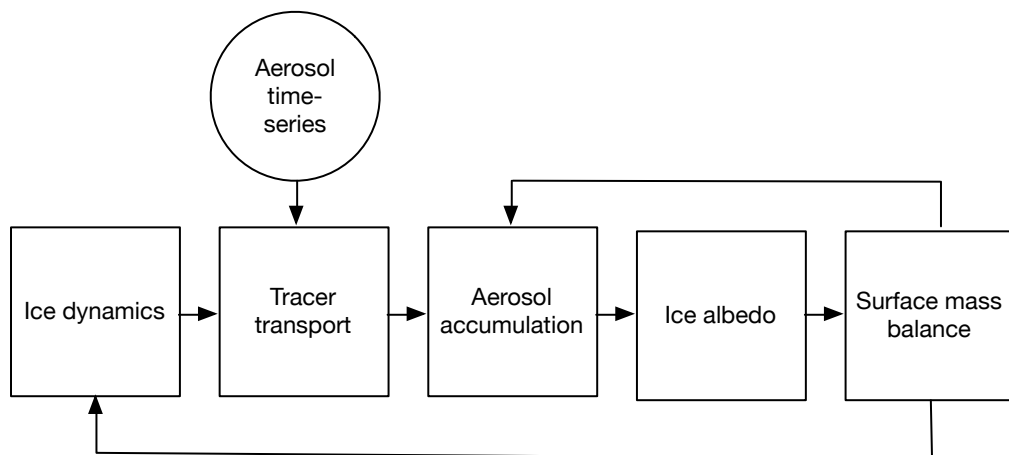 Aerosol
time-
series
Ice dynamics
Tracer
transport
Aerosol
accumulation
Ice albedo
Surface mass
balance